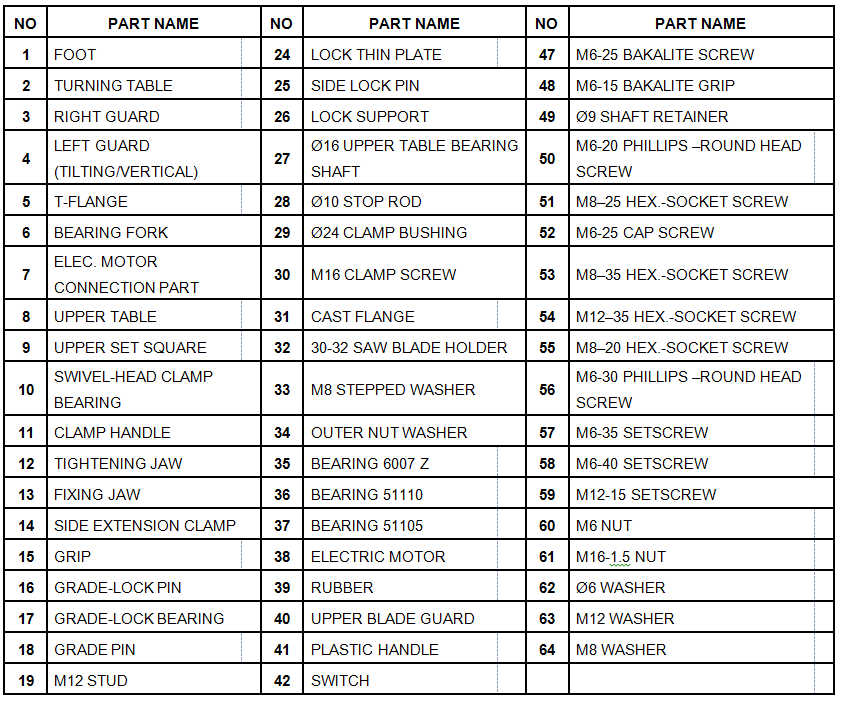 NO PART NAME NO PART NAME NO PART NAME
1 FOOT 24 LOCK THIN PLATE 47 M6-25 BAKALITE SCREW
2 TURNING TABLE 25 SIDE LOCK PIN 48 M6-15 BAKALITE GRIP
3 RIGHT GUARD 26 LOCK SUPPORT 49 Ø9 SHAFT RETAINER
4 LEFT GUARD (TILTING/VERTICAL) 27 Ø16 UPPER TABLE BEARING SHAFT 50 M6-20 PHILLIPS –ROUND HEAD SCREW
5 T-FLANGE 28 Ø10 STOP ROD 51 M8–25 HEX.-SOCKET SCREW
6 BEARING FORK 29 Ø24 CLAMP BUSHING 52 M6-25 CAP SCREW
7 ELEC. MOTOR CONNECTION PART 30 M16 CLAMP SCREW 53 M8–35 HEX.-SOCKET SCREW
8 UPPER TABLE 31 CAST FLANGE 54 M12–35 HEX.-SOCKET SCREW
9 UPPER SET SQUARE 32 30-32 SAW BLADE HOLDER 55 M8–20 HEX.-SOCKET SCREW
10 SWIVEL-HEAD CLAMP BEARING 33 M8 STEPPED WASHER 56 M6-30 PHILLIPS –ROUND HEAD SCREW
11 CLAMP HANDLE 34 OUTER NUT WASHER 57 M6-35 SETSCREW
12 TIGHTENING JAW 35 BEARING 6007 Z 58 M6-40 SETSCREW
13 FIXING JAW 36 BEARING 51110 59 M12-15 SETSCREW
14 SIDE EXTENSION CLAMP 37 BEARING 51105 60 M6 NUT
15 GRIP 38 ELECTRIC MOTOR 61 M16-1.5 NUT
16 GRADE-LOCK PIN 39 RUBBER 62 Ø6 WASHER
17 GRADE-LOCK BEARING 40 UPPER BLADE GUARD 63 M12 WASHER
18 GRADE PIN 41 PLASTIC HANDLE 64 M8 WASHER
19 M12 STUD 42 SWITCH